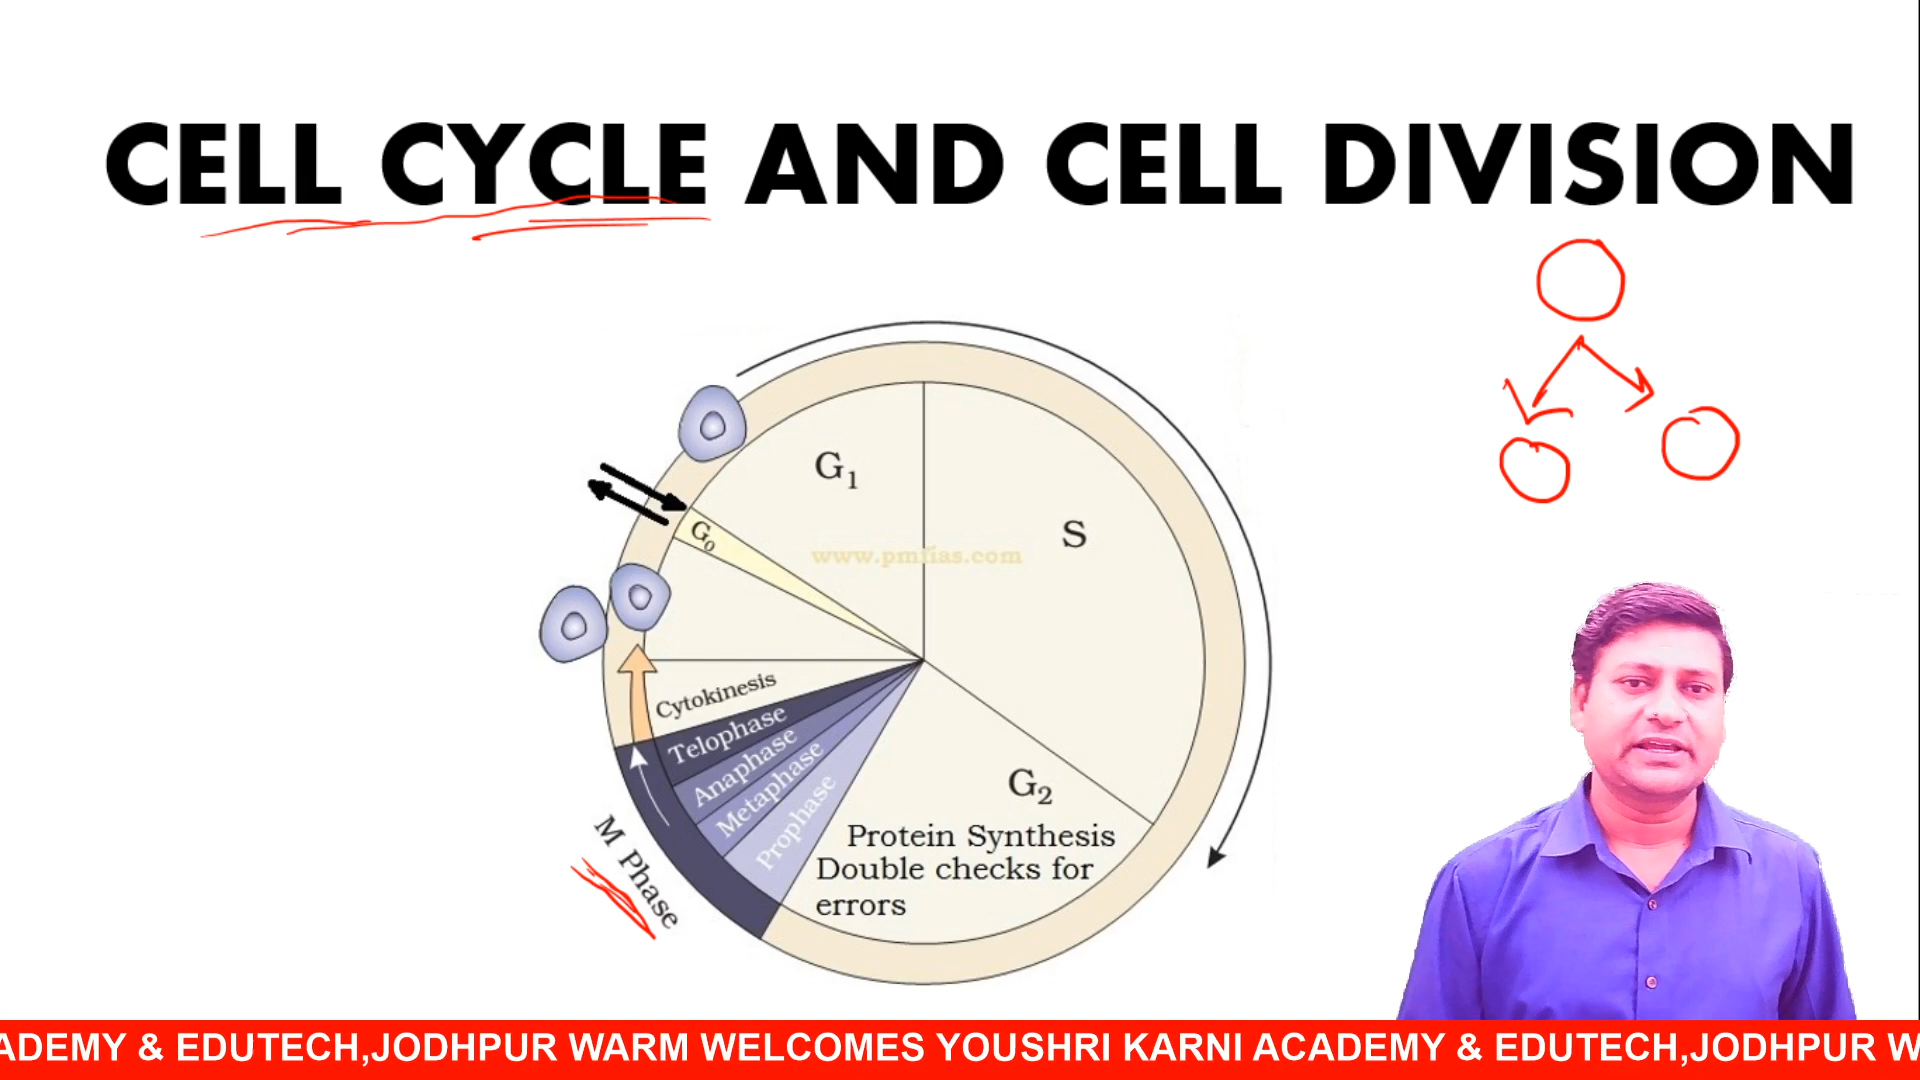 CELL CYCLE AND CELL DIVISION
G1
S
G0
www.pmfias.com
Cytokinesis
Telophase
Anaphase
Metaphase
Prophase
M Phase
G2
Protein Synthesis
Double checks for
errors
ADEMY & EDUTECH,JODHPUR WARM WELCOMES YOUSHRI KARNI ACADEMY & EDUTECH,JODHPUR W